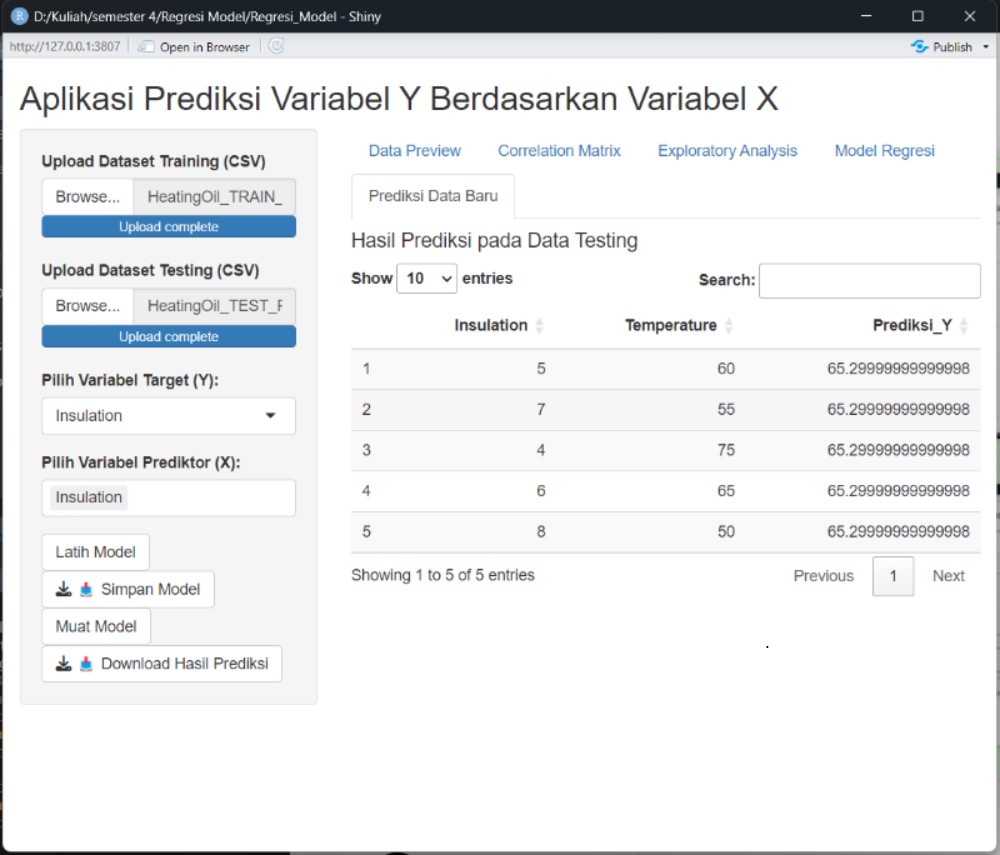 D:/Kuliah/semester 4/Regresi Model/Regresi_Model - Shiny
http://127.0.0.1:3807 Open in Browser Publish
Aplikasi Prediksi Variabel Y Berdasarkan Variabel X
Upload Dataset Training (CSV)
Browse... HeatingOil_TRAIN_
Upload complete
Upload Dataset Testing (CSV)
Browse... HeatingOil_TEST_F
Upload complete
Pilih Variabel Target (Y):
Insulation
Pilih Variabel Prediktor (X):
Insulation
Latih Model
Simpan Model
Muat Model
Download Hasil Prediksi
Data Preview Correlation Matrix Exploratory Analysis Model Regresi
Prediksi Data Baru
Hasil Prediksi pada Data Testing
Show 10 entries Search:
Insulation Temperature Prediksi_Y
1 5 60 65.29999999999998
2 7 55 65.29999999999998
3 4 75 65.29999999999998
4 6 65 65.29999999999998
5 8 50 65.29999999999998
Showing 1 to 5 of 5 entries Previous 1 Next